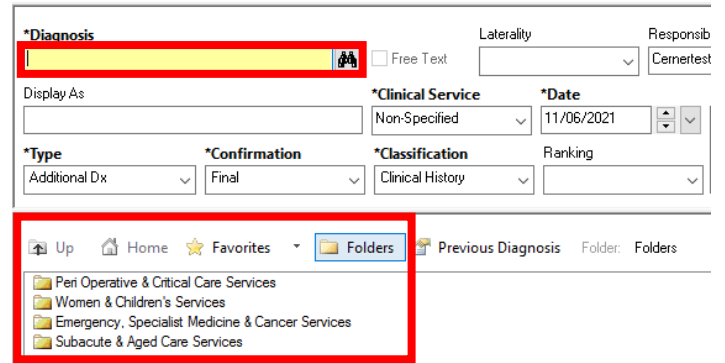 *Diagnosis Laterality Responsib
Free Text Cernertest
Display As *Clinical Service *Date
Non-Specified 11/06/2021
*Type *Confirmation *Classification Ranking
Additional Dx Final Clinical History
Up Home Favorites Folders Previous Diagnosis Folder: Folders
Peri Operative & Critical Care Services
Women & Children's Services
Emergency, Specialist Medicine & Cancer Services
Subacute & Aged Care Services